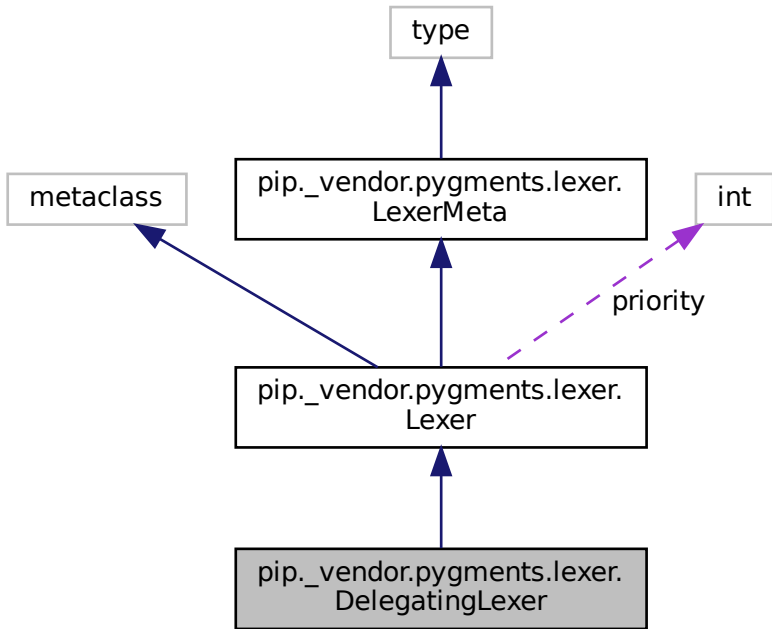 type
pip._vendor.pygments.lexer.
LexerMeta
metaclass
int
priority
pip._vendor.pygments.lexer.
Lexer
pip._vendor.pygments.lexer.
DelegatingLexer